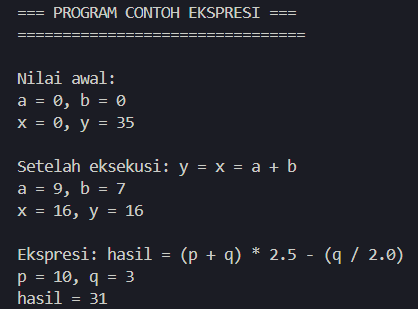 === PROGRAM CONTOH EKSPRESI ===
================================
Nilai awal:
a = 0, b = 0
x = 0, y = 35
Setelah eksekusi: y = x = a + b
a = 9, b = 7
x = 16, y = 16
Ekspresi: hasil = (p + q) * 2.5 - (q / 2.0)
p = 10, q = 3
hasil = 31